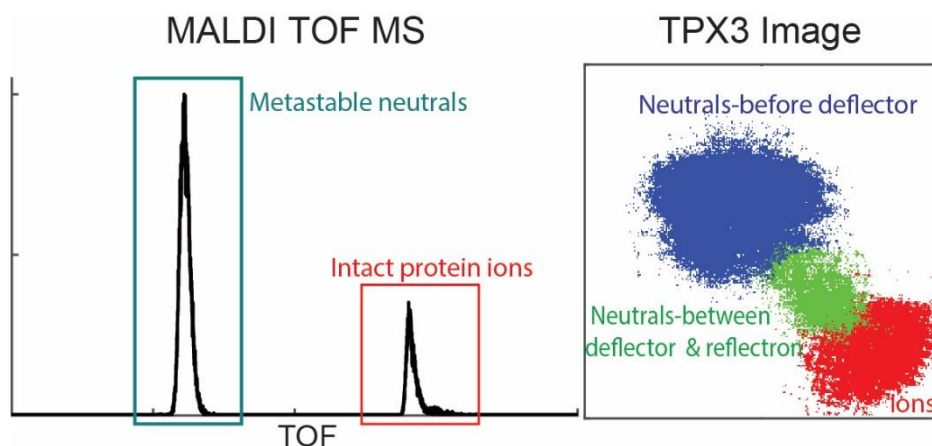 MALDI TOF MS
TPX3 Image
Metastable neutrals
Intact protein ions
TOF
Neutrals-before deflector
Neutrals-between
deflector & reflectron
Ions